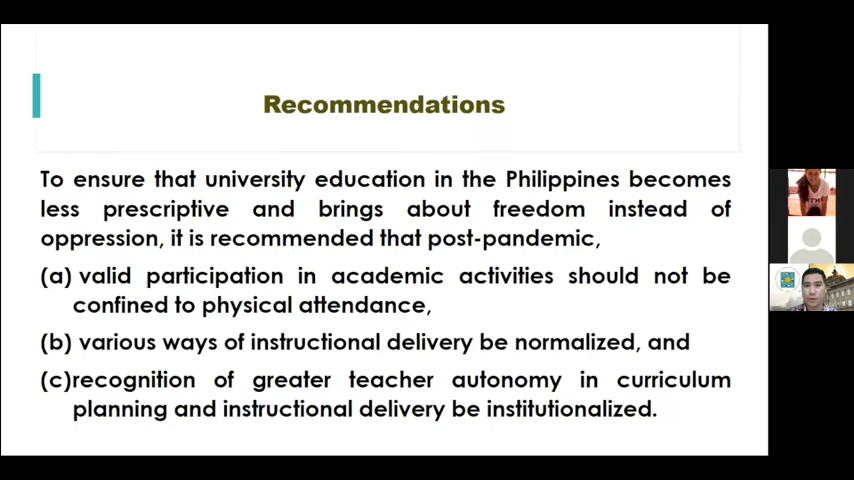 Recommendations
To ensure that university education in the Philippines becomes
less prescriptive and brings about freedom instead of
oppression, it is recommended that post-pandemic,
(a) valid participation in academic activities should not be
confined to physical attendance,
(b) various ways of instructional delivery be normalized, and
(c)recognition of greater teacher autonomy in curriculum
planning and instructional delivery be institutionalized.